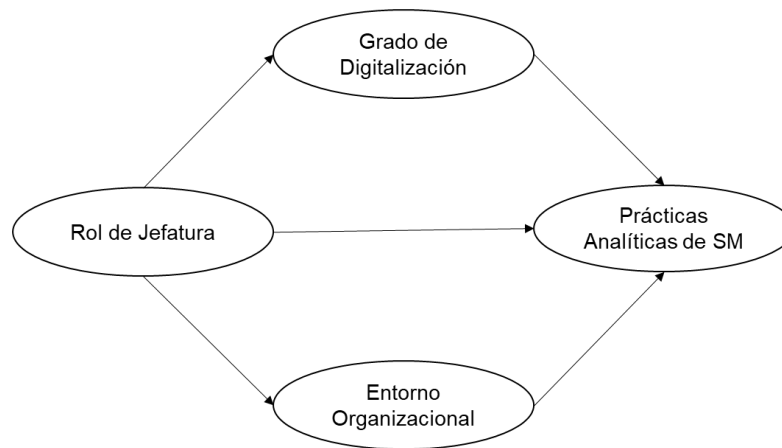 Grado de
Digitalización
Rol de Jefatura
Prácticas
Analíticas de SM
Entorno
Organizacional